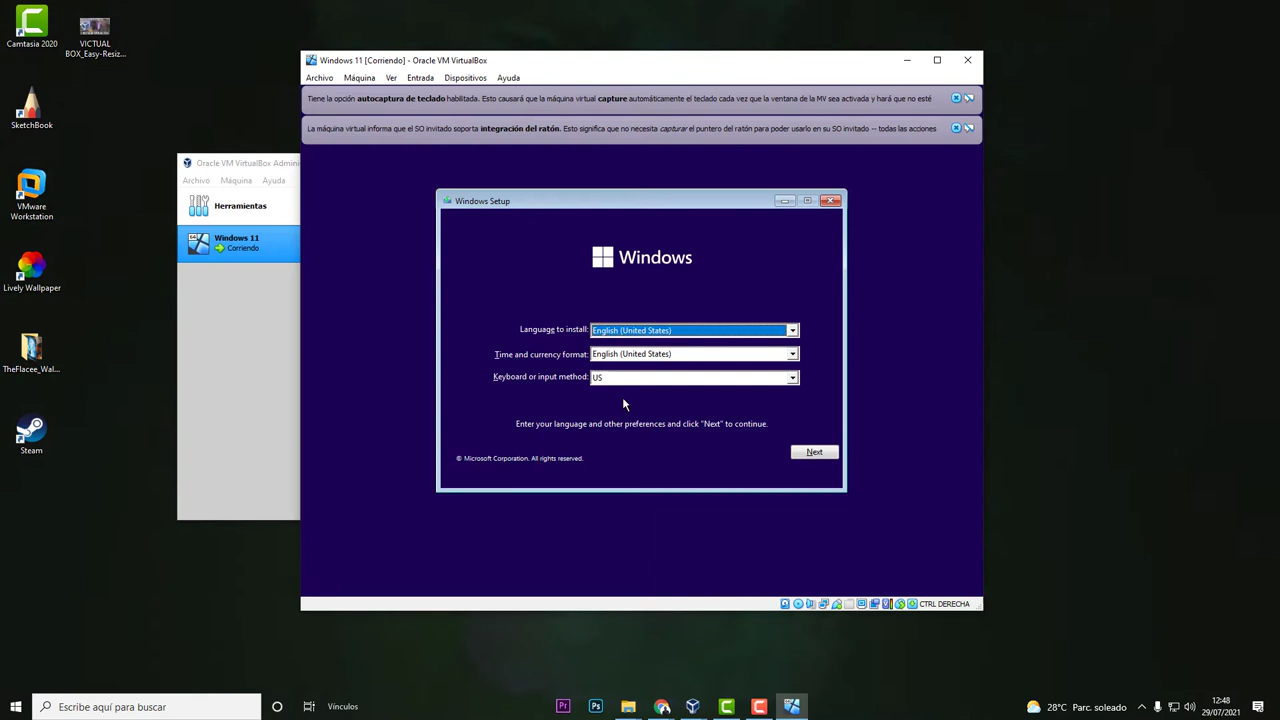 Camtasia 2020
VICTUAL
BOX_Easy-Resiz...
SketchBook
VMware
Workstation
Lively Wallpaper
TheFlacee_Wal...
Steam
Oracle VM VirtualBox Admini
Archivo Máquina Ayuda
Herramientas
64
Windows 11
Corriendo
Windows 11 [Corriendo] - Oracle VM VirtualBox
Archivo Máquina Ver Entrada Dispositivos Ayuda
Tiene la opción autocaptura de teclado habilitada. Esto causará que la máquina virtual capture automáticamente el teclado cada vez que la ventana de la MV sea activada y hará que no esté
La máquina virtual informa que el SO invitado soporta integración del ratón. Esto significa que no necesita capturar el puntero del ratón para poder usarlo en su SO invitado -- todas las acciones
Windows Setup
Windows
Language to install: English (United States)
Time and currency format: English (United States)
Keyboard or input method: US
Enter your language and other preferences and click "Next" to continue.
© Microsoft Corporation. All rights reserved.
Next
CTRL DERECHA
Escribe aquí para buscar
Vínculos
Pr
Ps
28°C Parc. soleado
12:48
29/07/2021